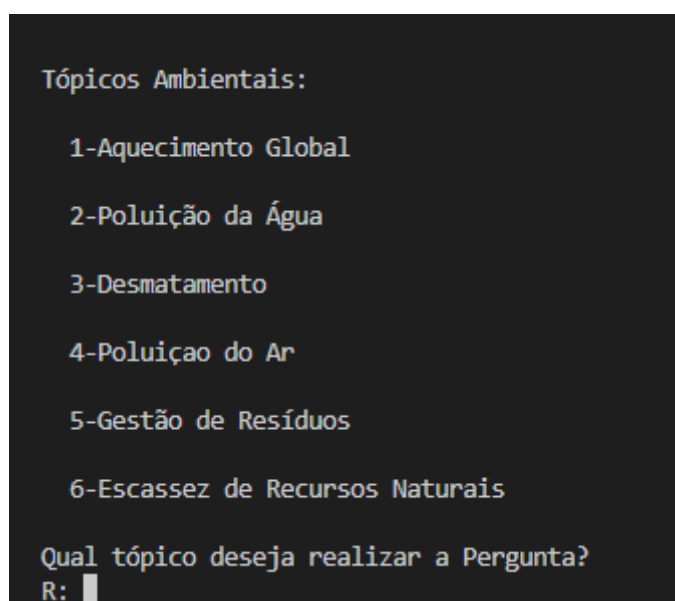 Tópicos Ambientais:
1-Aquecimento Global
2-Poluição da Água
3-Desmatamento
4-Poluiçao do Ar
5-Gestão de Resíduos
6-Escassez de Recursos Naturais
Qual tópico deseja realizar a Pergunta?
R: